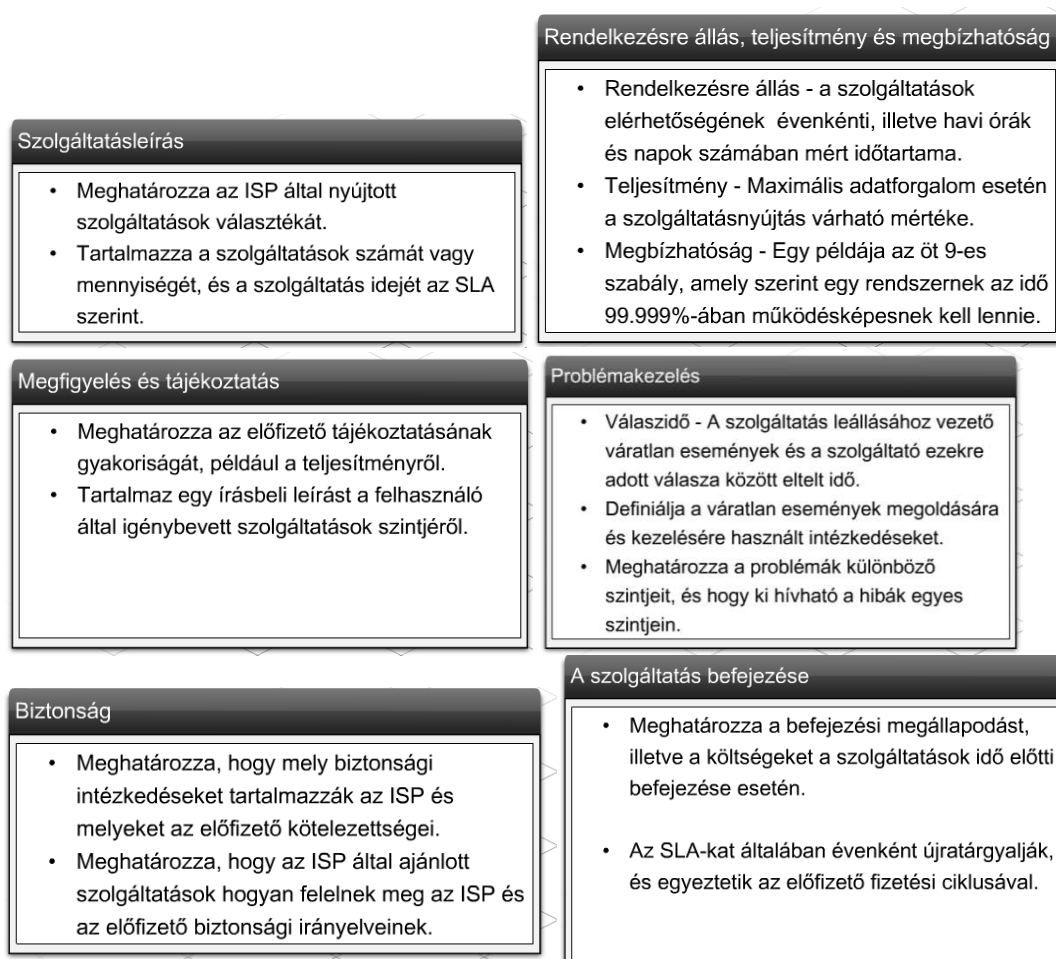 Szolgáltatásleírás
• Meghatározza az ISP által nyújtott
szolgáltatások választékát.
• Tartalmazza a szolgáltatások számát vagy
mennyiségét, és a szolgáltatás idejét az SLA
szerint.
Rendelkezésre állás, teljesítmény és megbízhatóság
• Rendelkezésre állás - a szolgáltatások
elérhetőségének évenkénti, illetve havi órák
és napok számában mért időtartama.
• Teljesítmény - Maximális adatforgalom esetén
a szolgáltatásnyújtás várható mértéke.
• Megbízhatóság - Egy példája az öt 9-es
szabály, amely szerint egy rendszernek az idő
99.999%-ában működésképesnek kell lennie.
Megfigyelés és tájékoztatás
• Meghatározza az előfizető tájékoztatásának
gyakoriságát, például a teljesítményről.
• Tartalmaz egy írásbeli leírást a felhasználó
által igénybevett szolgáltatások szintjéről.
Problémakezelés
• Válaszidő - A szolgáltatás leállásához vezető
váratlan események és a szolgáltató ezekre
adott válasza között eltelt idő.
• Definiálja a váratlan események megoldására
és kezelésére használt intézkedéseket.
• Meghatározza a problémák különböző
szintjeit, és hogy ki hívható a hibák egyes
szintjein.
Biztonság
• Meghatározza, hogy mely biztonsági
intézkedéseket tartalmazzák az ISP és
melyeket az előfizető kötelezettségei.
• Meghatározza, hogy az ISP által ajánlott
szolgáltatások hogyan felelnek meg az ISP és
az előfizető biztonsági irányelveinek.
A szolgáltatás befejezése
• Meghatározza a befejezési megállapodást,
illetve a költségeket a szolgáltatások idő előtti
befejezése esetén.
• Az SLA-kat általában évenként újratárgyalják,
és egyeztetik az előfizető fizetési ciklusával.